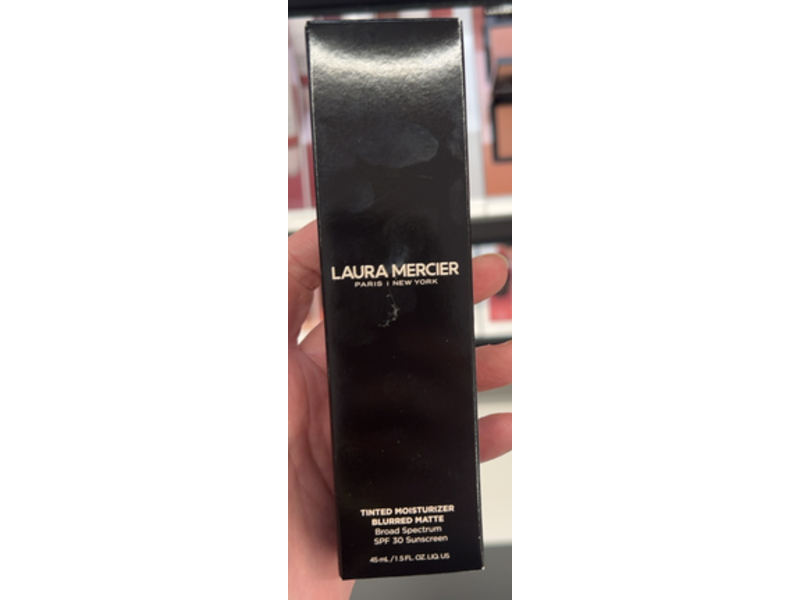 LAURA MERCIER
PARIS | NEW YORK
TINTED MOISTURIZER
BLURRED MATTE
Broad Spectrum
SPF 30 Sunscreen
45 mL / 1.5 FL. OZ. LIQ. US